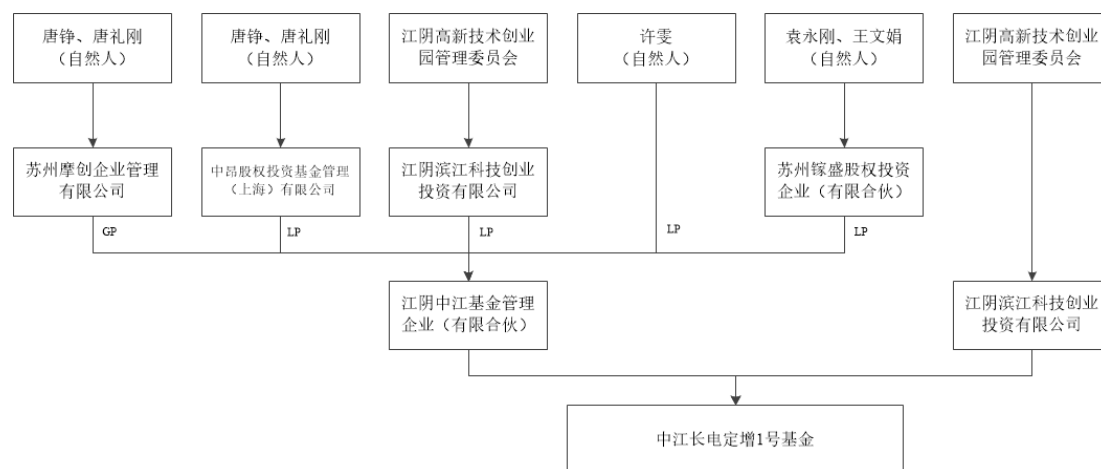 唐铮、唐礼刚
（自然人）
唐铮、唐礼刚
（自然人）
江阴高新技术创业
园管理委员会
许雯
（自然人）
袁永刚、王文娟
（自然人）
江阴高新技术创业
园管理委员会
苏州摩创企业管理
有限公司
中昂股权投资基金管理
（上海）有限公司
江阴滨江科技创业
投资有限公司
苏州镓盛股权投资
企业（有限合伙）
GP
LP
LP
LP
LP
江阴中江基金管理
企业（有限合伙）
江阴滨江科技创业
投资有限公司
中江长电定增1号基金